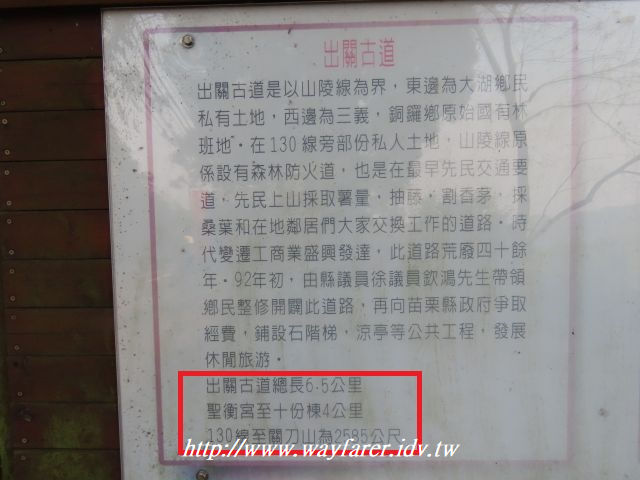 出關古道
出關古道是以山陵線為界，東邊為大湖鄉民
私有土地，西邊為三義，銅鑼鄉原始國有林
班地。在130線旁部份私人土地，山陵線原
係設有森林防火道，也是在最早先民交通要
道，先民上山採取薯量，抽藤，割香茅，採
桑葉和在地鄰居們大家交換工作的道路。時
代變遷工商業盛興發達，此道路荒廢四十餘
年。92年初，由縣議員徐議員欽鴻先生帶領
鄉民整修開闢此道路，再向苗栗縣政府爭取
經費，鋪設石階梯，涼亭等公共工程，發展
休閒旅游。
出關古道總長6.5公里
聖衡宮至十份棟4公里
130線至關刀山為2585公尺
http://www.wayfarer.idv.tw